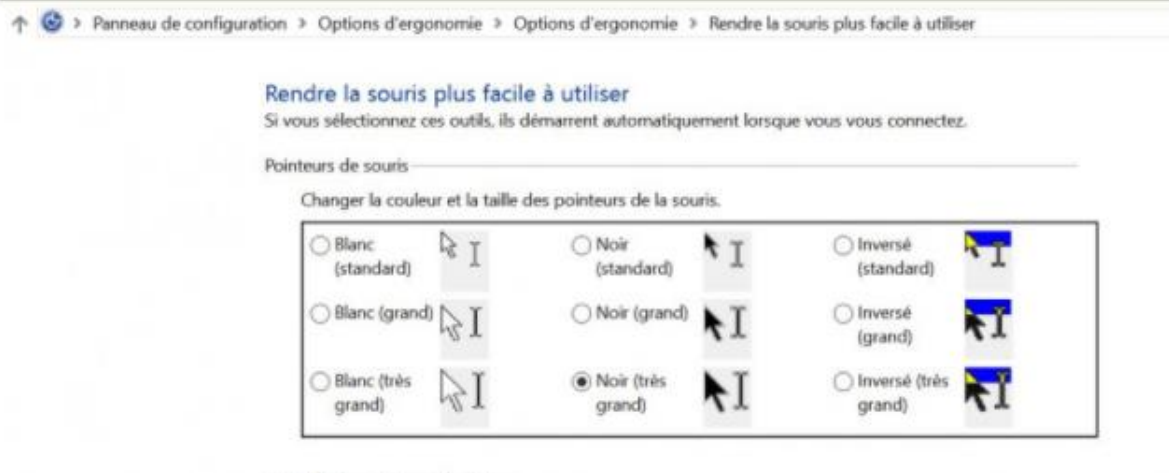 Panneau de configuration > Options d'ergonomie > Options d'ergonomie > Rendre la souris plus facile à utiliser
Rendre la souris plus facile à utiliser
Si vous sélectionnez ces outils, ils démarrent automatiquement lorsque vous vous connectez.
Pointeurs de souris
Changer la couleur et la taille des pointeurs de la souris.
Blanc
(standard)
Noir
(standard)
Inversé
(standard)
Blanc (grand)
Noir (grand)
Inversé
(grand)
Blanc (très
grand)
Noir (très
grand)
Inversé (très
grand)